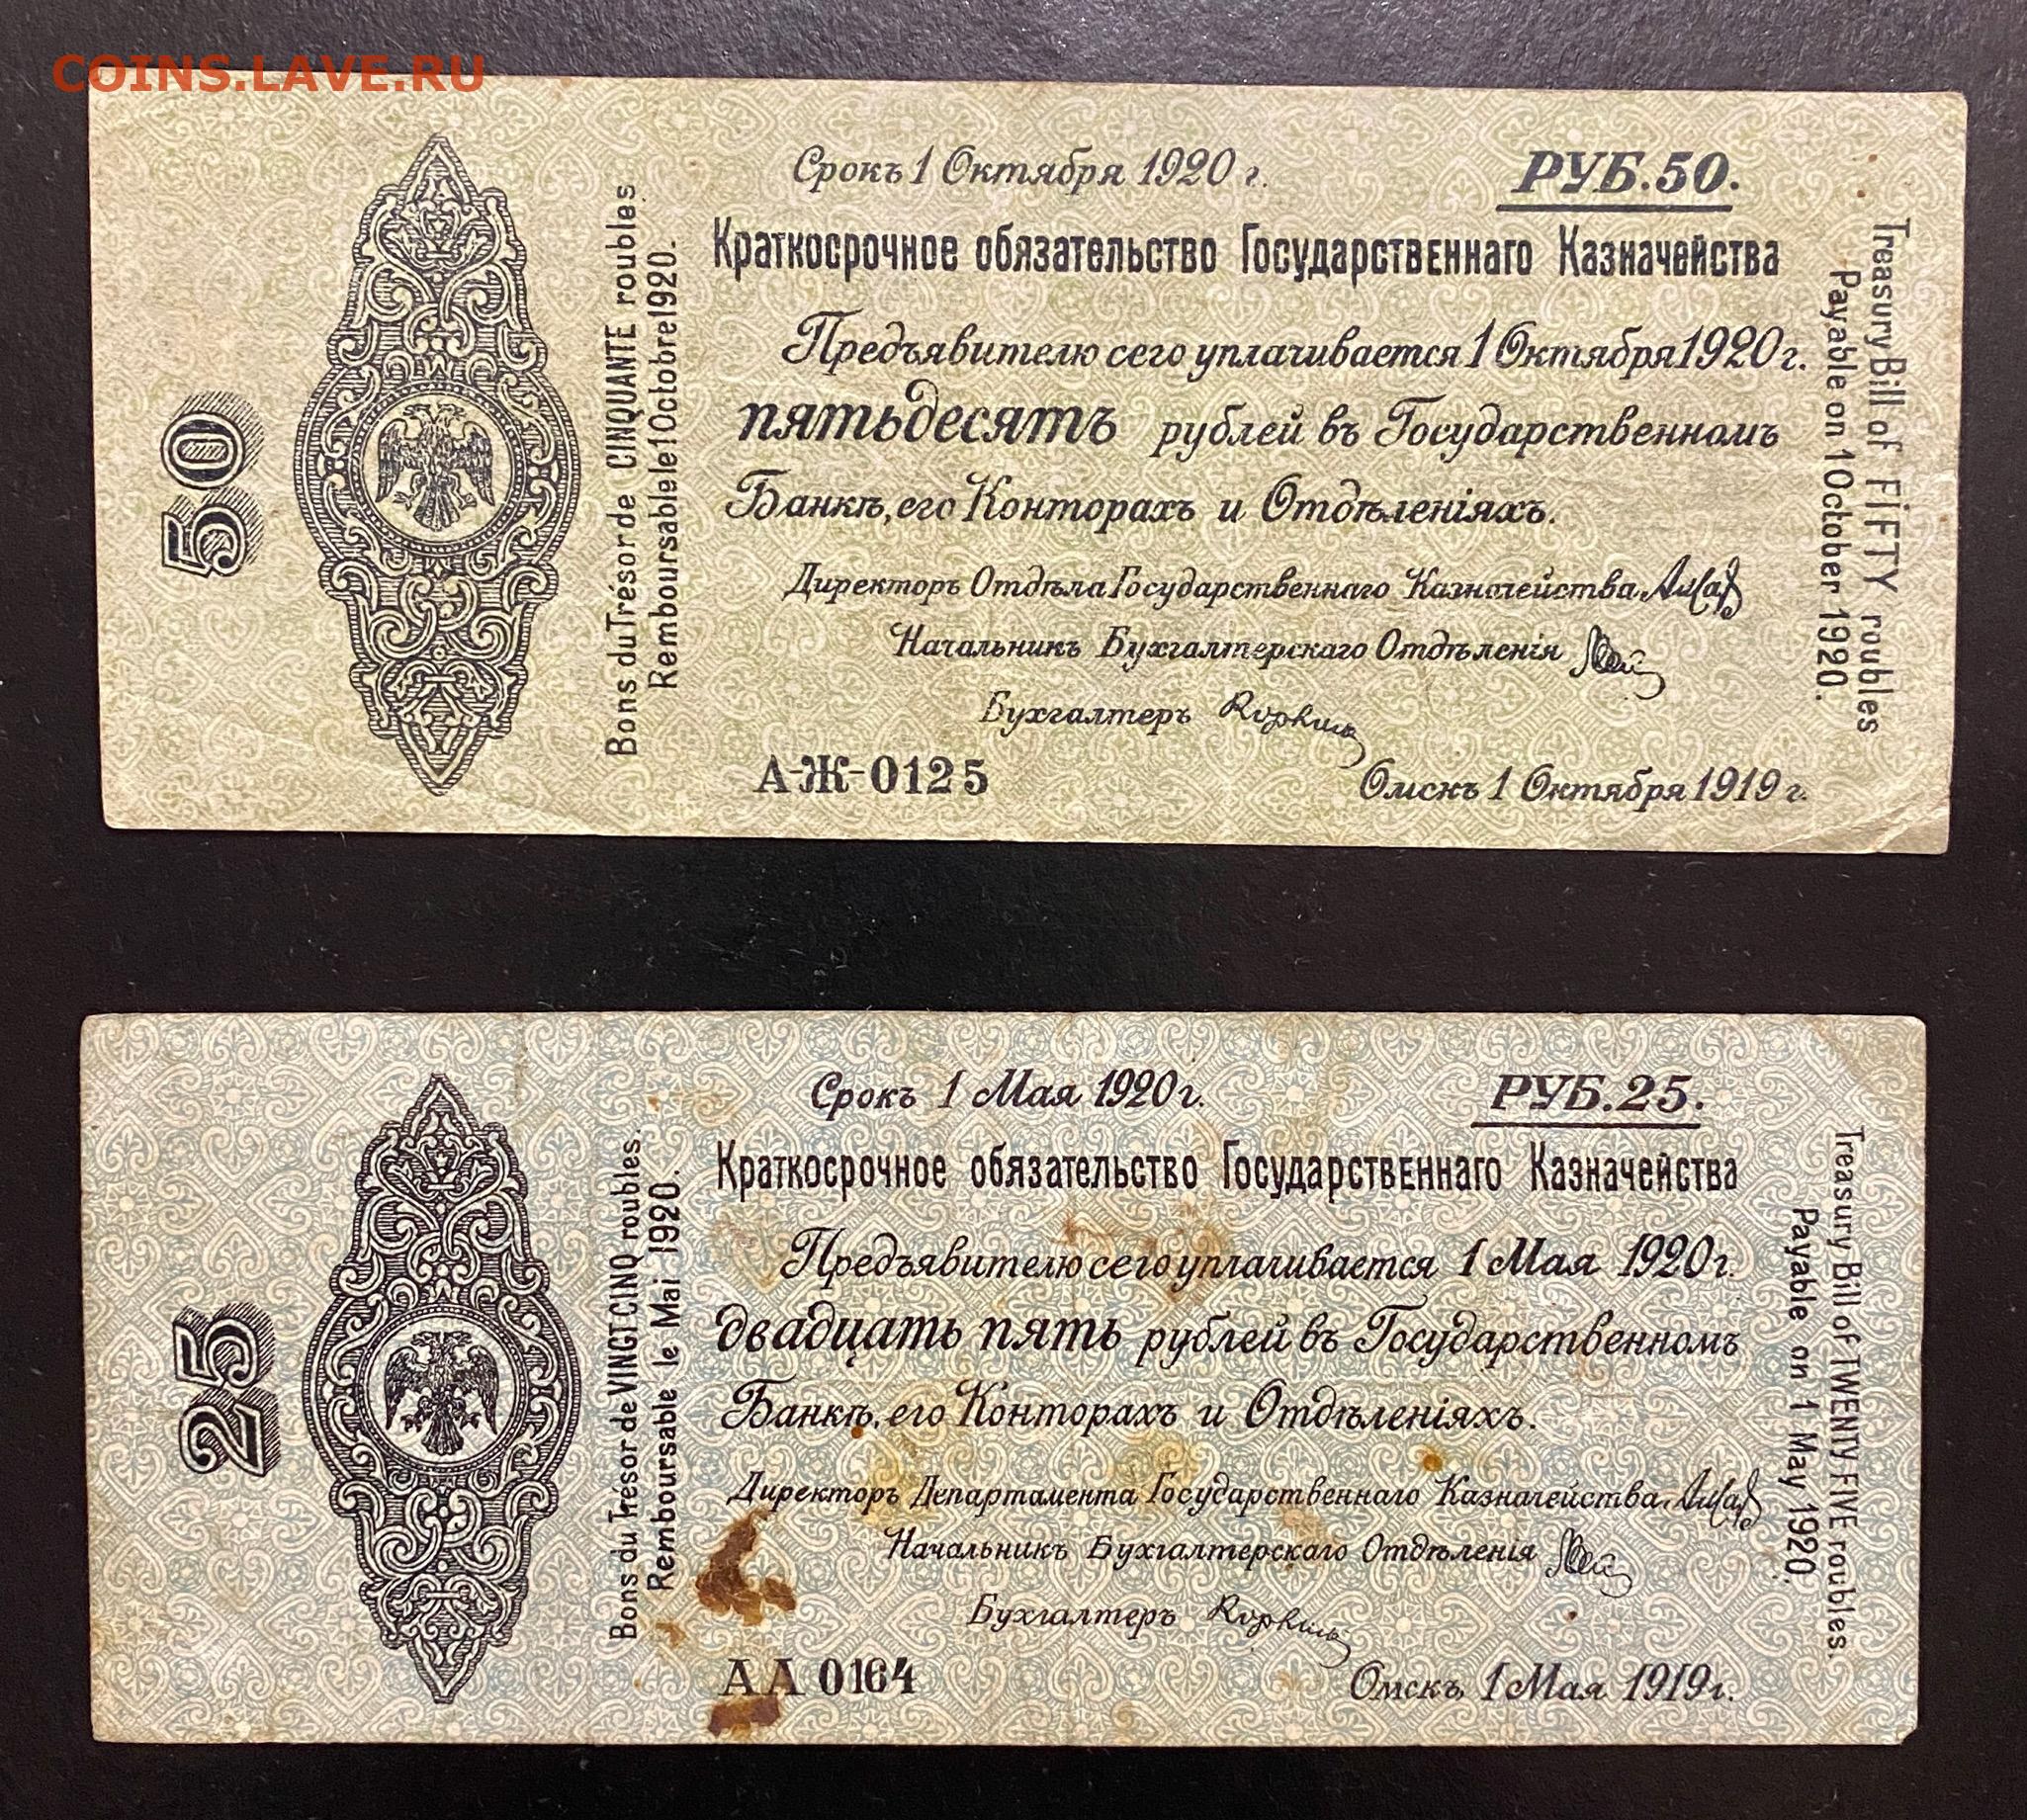 COINS.LAVE.RU
50
Bons du Trésor de CINQUANTE roubles.
Remboursable le 1 Octobre 1920.
Срокъ 1 Октября 1920 г.
РУБ.50.
Краткосрочное обязательство Государственнаго Казначейства
Предъявителю сего уплачивается 1 Октября 1920 г.
пятьдесятъ рублей въ Государственномъ
Банкѣ, его Конторахъ и Отдѣленіяхъ.
Директоръ Отдѣла Государственнаго Казначейства
Начальникъ Бухгалтерскаго Отдѣленія
Бухгалтеръ
А-Ж-0125
Омскъ 1 Октября 1919 г.
Treasury Bill of FIFTY roubles
Payable on 1 October 1920.
25
Bons du Trésor de VINGT CINQ roubles.
Remboursable le Mai 1920.
Срокъ 1 Мая 1920 г.
РУБ.25.
Краткосрочное обязательство Государственнаго Казначейства
Предъявителю сего уплачивается 1 Мая 1920 г.
двадцать пять рублей въ Государственномъ
Банкѣ, его Конторахъ и Отдѣленіяхъ.
Директоръ Департамента Государственнаго Казначейства
Начальникъ Бухгалтерскаго Отдѣленія
Бухгалтеръ
АА 0164
Омскъ, 1 Мая 1919 г.
Treasury Bill of TWENTY FIVE roubles.
Payable on 1 May 1920.